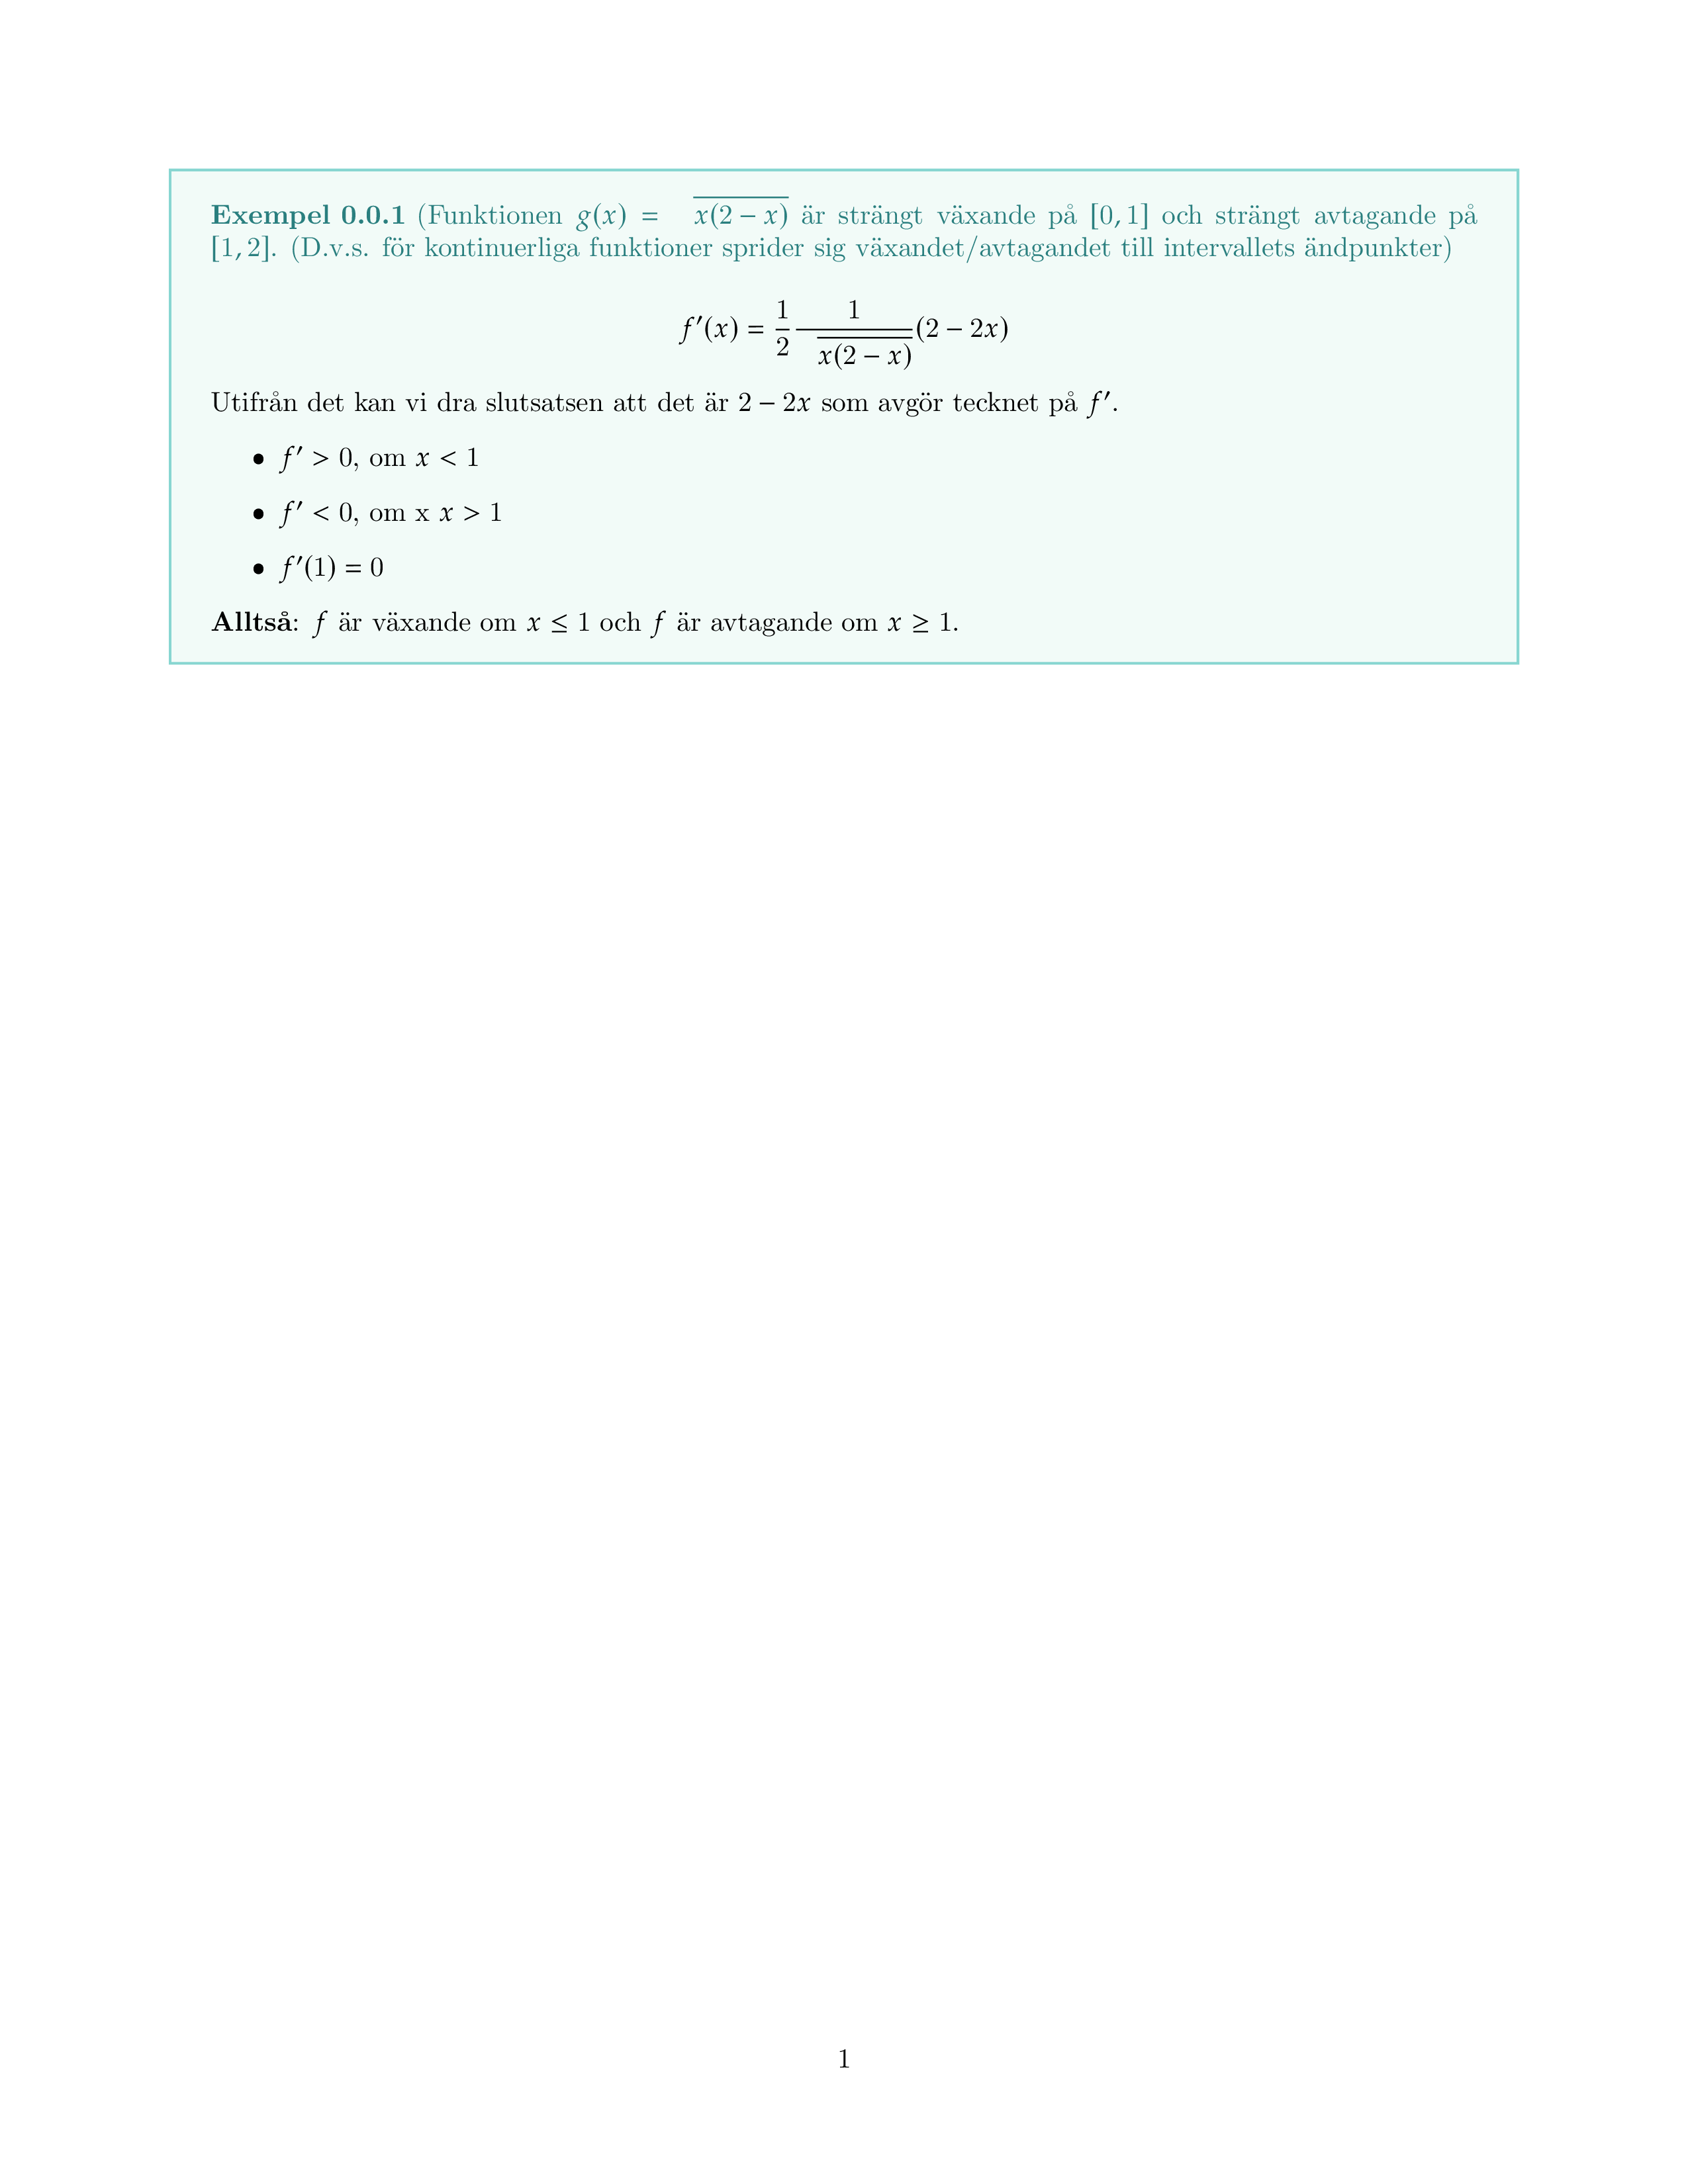 Exempel 0.0.1 (Funktionen g(x) = \overline{x(2 − x)} är strängt växande på [0, 1] och strängt avtagande på
[1, 2]. (D.v.s. för kontinuerliga funktioner sprider sig växandet/avtagandet till intervallets ändpunkter)
f′(x) = \frac{1}{2} \frac{1}{\overline{x(2 − x)}}(2 − 2x)
Utifrån det kan vi dra slutsatsen att det är 2 − 2x som avgör tecknet på f′.
• f′ > 0, om x < 1
• f′ < 0, om x x > 1
• f′(1) = 0
Alltså: f är växande om x ≤ 1 och f är avtagande om x ≥ 1.
1